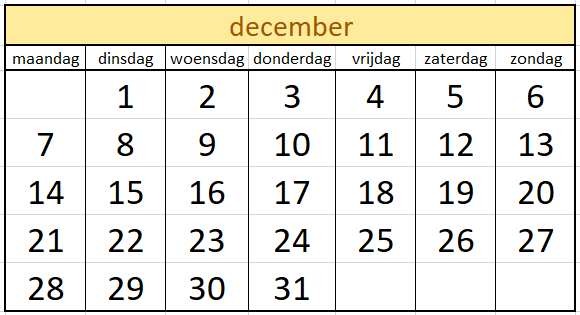 december
maandag dinsdag woensdag donderdag vrijdag zaterdag zondag
1 2 3 4 5 6
7 8 9 10 11 12 13
14 15 16 17 18 19 20
21 22 23 24 25 26 27
28 29 30 31